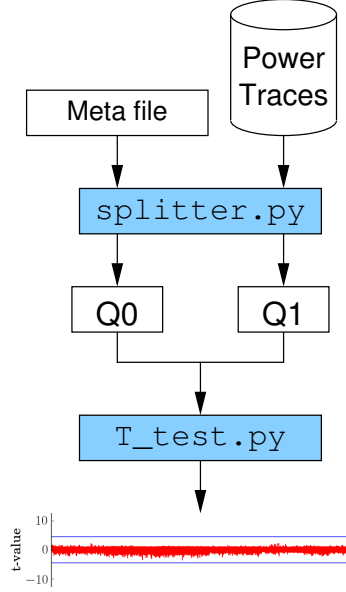 Power
Traces
Meta file
splitter.py
Q0
Q1
T_test.py
t-value
10
0
−10